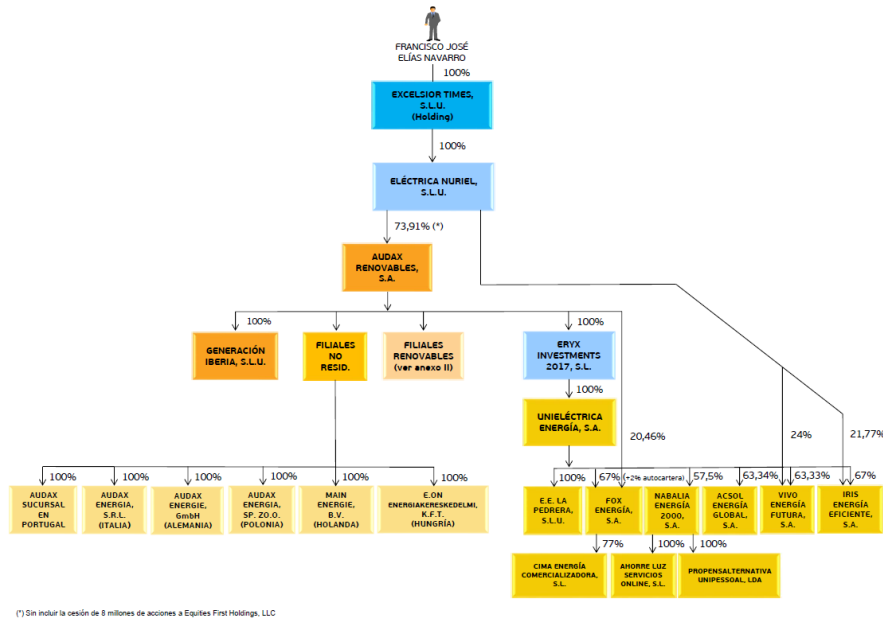 FRANCISCO JOSÉ
ELÍAS NAVARRO
100%
EXCELSIOR TIMES,
S.L.U.
(Holding)
100%
ELÉCTRICA NURIEL,
S.L.U.
73,91% (*)
AUDAX
RENOVABLES,
S.A.
100%
100%
GENERACIÓN
IBERIA, S.L.U.
FILIALES
NO
RESID.
FILIALES
RENOVABLES
(ver anexo II)
ERYX
INVESTMENTS
2017, S.L.
100%
UNIELÉCTRICA
ENERGÍA, S.A.
20,46%
24%
21,77%
100%
100%
100%
100%
100%
100%
100%
67% (+2% autocartera)
57,5%
63,34%
63,33%
67%
AUDAX
SUCURSAL
EN
PORTUGAL
AUDAX
ENERGIA,
S.R.L.
(ITALIA)
AUDAX
ENERGIE,
GmbH
(ALEMANIA)
AUDAX
ENERGIA,
SP. ZO.O.
(POLONIA)
MAIN
ENERGIE,
B.V.
(HOLANDA)
E.ON
ENERGIAKERESKEDELMI,
K.F.T.
(HUNGRÍA)
E.E. LA
PEDRERA,
S.L.U.
FOX
ENERGÍA,
S.A.
NABALIA
ENERGÍA
2000,
S.A.
ACSOL
ENERGÍA
GLOBAL,
S.A.
VIVO
ENERGÍA
FUTURA,
S.A.
IRIS
ENERGÍA
EFICIENTE,
S.A.
77%
100%
100%
CIMA ENERGÍA
COMERCIALIZADORA,
S.L.
AHORRE LUZ
SERVICIOS
ONLINE, S.L.
PROPENSALTERNATIVA
UNIPESSOAL, LDA
(*) Sin incluir la cesión de 8 millones de acciones a Equities First Holdings, LLC